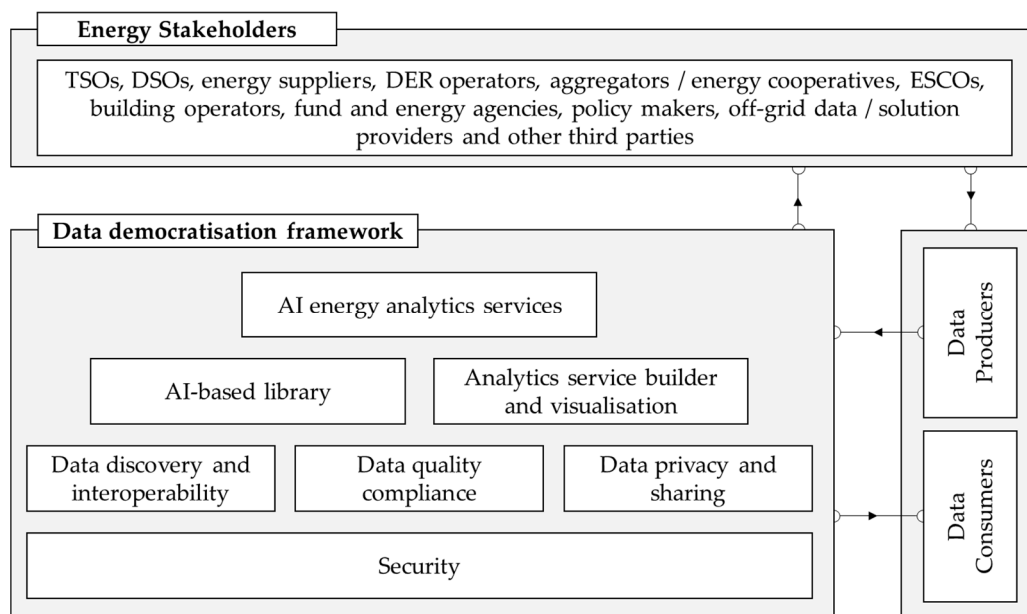 Energy Stakeholders
TSOs, DSOs, energy suppliers, DER operators, aggregators / energy cooperatives, ESCOs,
building operators, fund and energy agencies, policy makers, off-grid data / solution
providers and other third parties
Data democratisation framework
AI energy analytics services
AI-based library
Analytics service builder
and visualisation
Data discovery and
interoperability
Data quality
compliance
Data privacy and
sharing
Security
Data
Producers
Data
Consumers